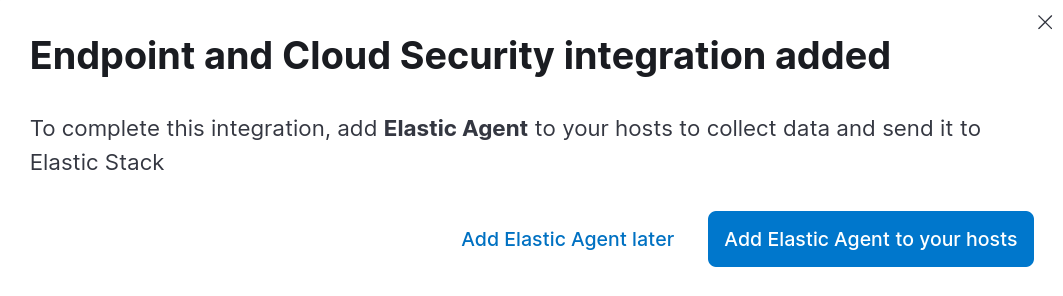 Endpoint and Cloud Security integration added
To complete this integration, add Elastic Agent to your hosts to collect data and send it to
Elastic Stack
Add Elastic Agent later
Add Elastic Agent to your hosts